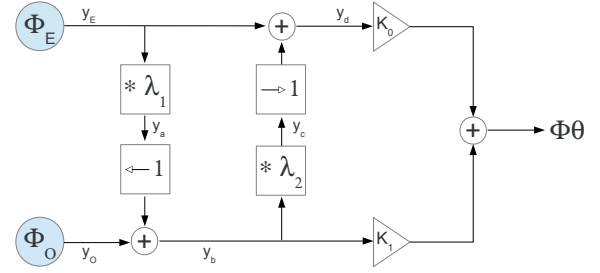 Φ_E y_E + y_d K_0
* λ_1 → 1
y_a y_c + Φθ
← 1 * λ_2
Φ_O y_O + y_b K_1